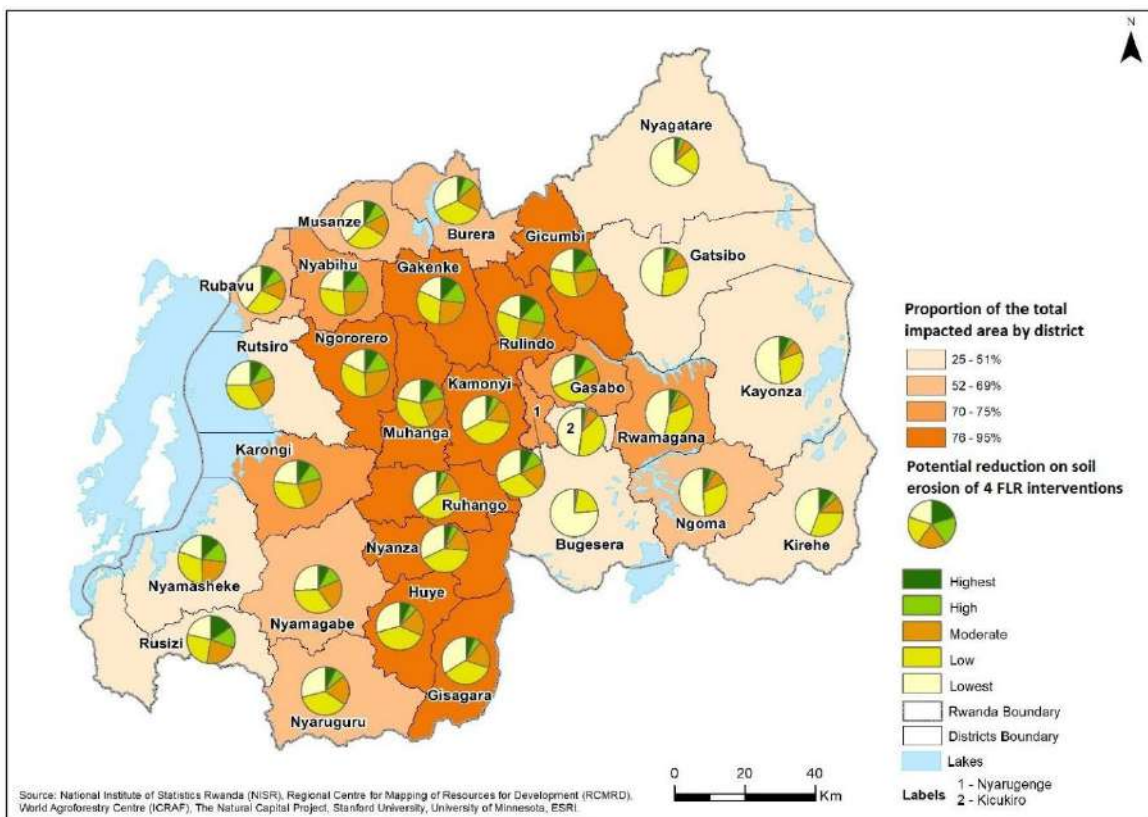 N
Nyagatare
Musanze
Burera
Gicumbi
Gatsibo
Nyabihu
Gakenke
Rubavu
Rulindo
Rutsiro
Ngororero
Kayonza
Kamonyi
Gasabo
1
2
Muhanga
Rwamagana
Karongi
Ruhango
Ngoma
Bugesera
Kirehe
Nyanza
Nyamasheke
Huye
Nyamagabe
Rusizi
Gisagara
Nyaruguru
Proportion of the total
impacted area by district
25 - 51%
52 - 69%
70 - 75%
76 - 95%
Potential reduction on soil
erosion of 4 FLR interventions
Highest
High
Moderate
Low
Lowest
Rwanda Boundary
Districts Boundary
Lakes
Labels 1 - Nyarugenge
2 - Kicukiro
0 20 40
Km
Source: National Institute of Statistics Rwanda (NISR), Regional Centre for Mapping of Resources for Development (RCMRD),
World Agroforestry Centre (ICRAF), The Natural Capital Project, Stanford University, University of Minnesota, ESRI.